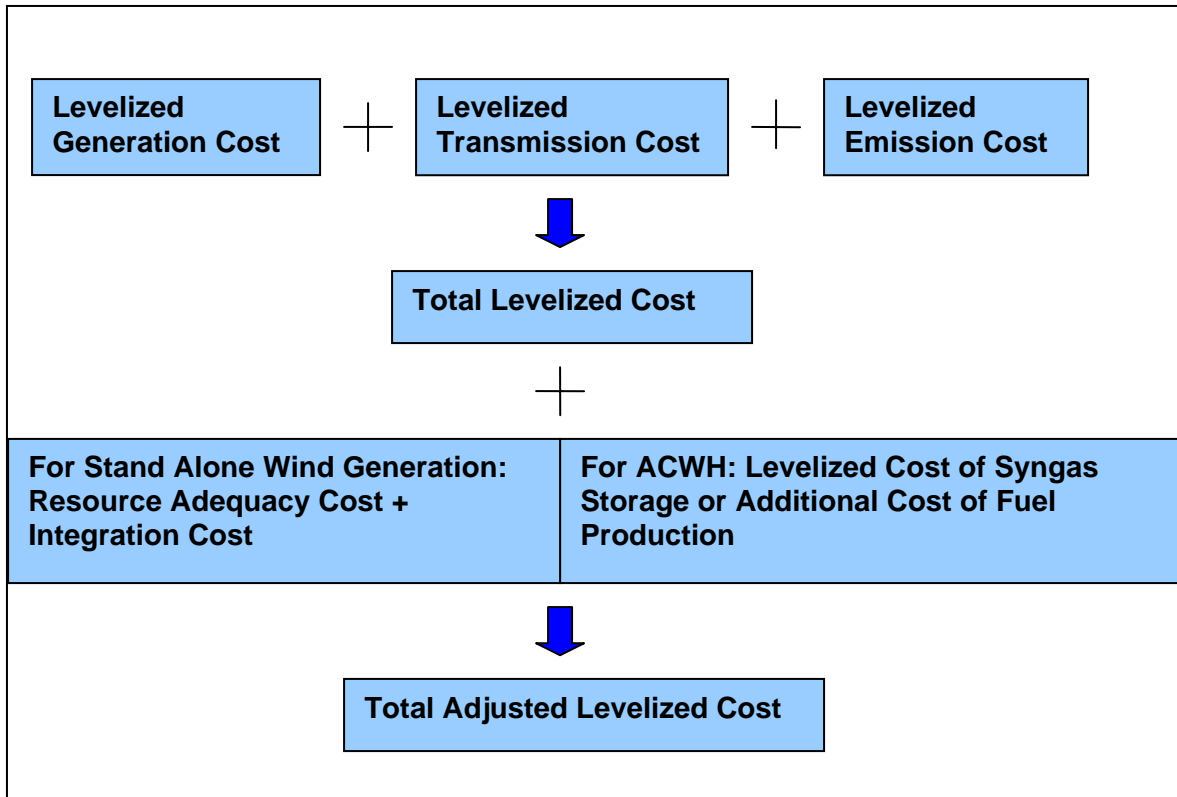 Levelized
Generation Cost
+
Levelized
Transmission Cost
+
Levelized
Emission Cost
Total Levelized Cost
+
For Stand Alone Wind Generation:
Resource Adequacy Cost +
Integration Cost
For ACWH: Levelized Cost of Syngas
Storage or Additional Cost of Fuel
Production
Total Adjusted Levelized Cost